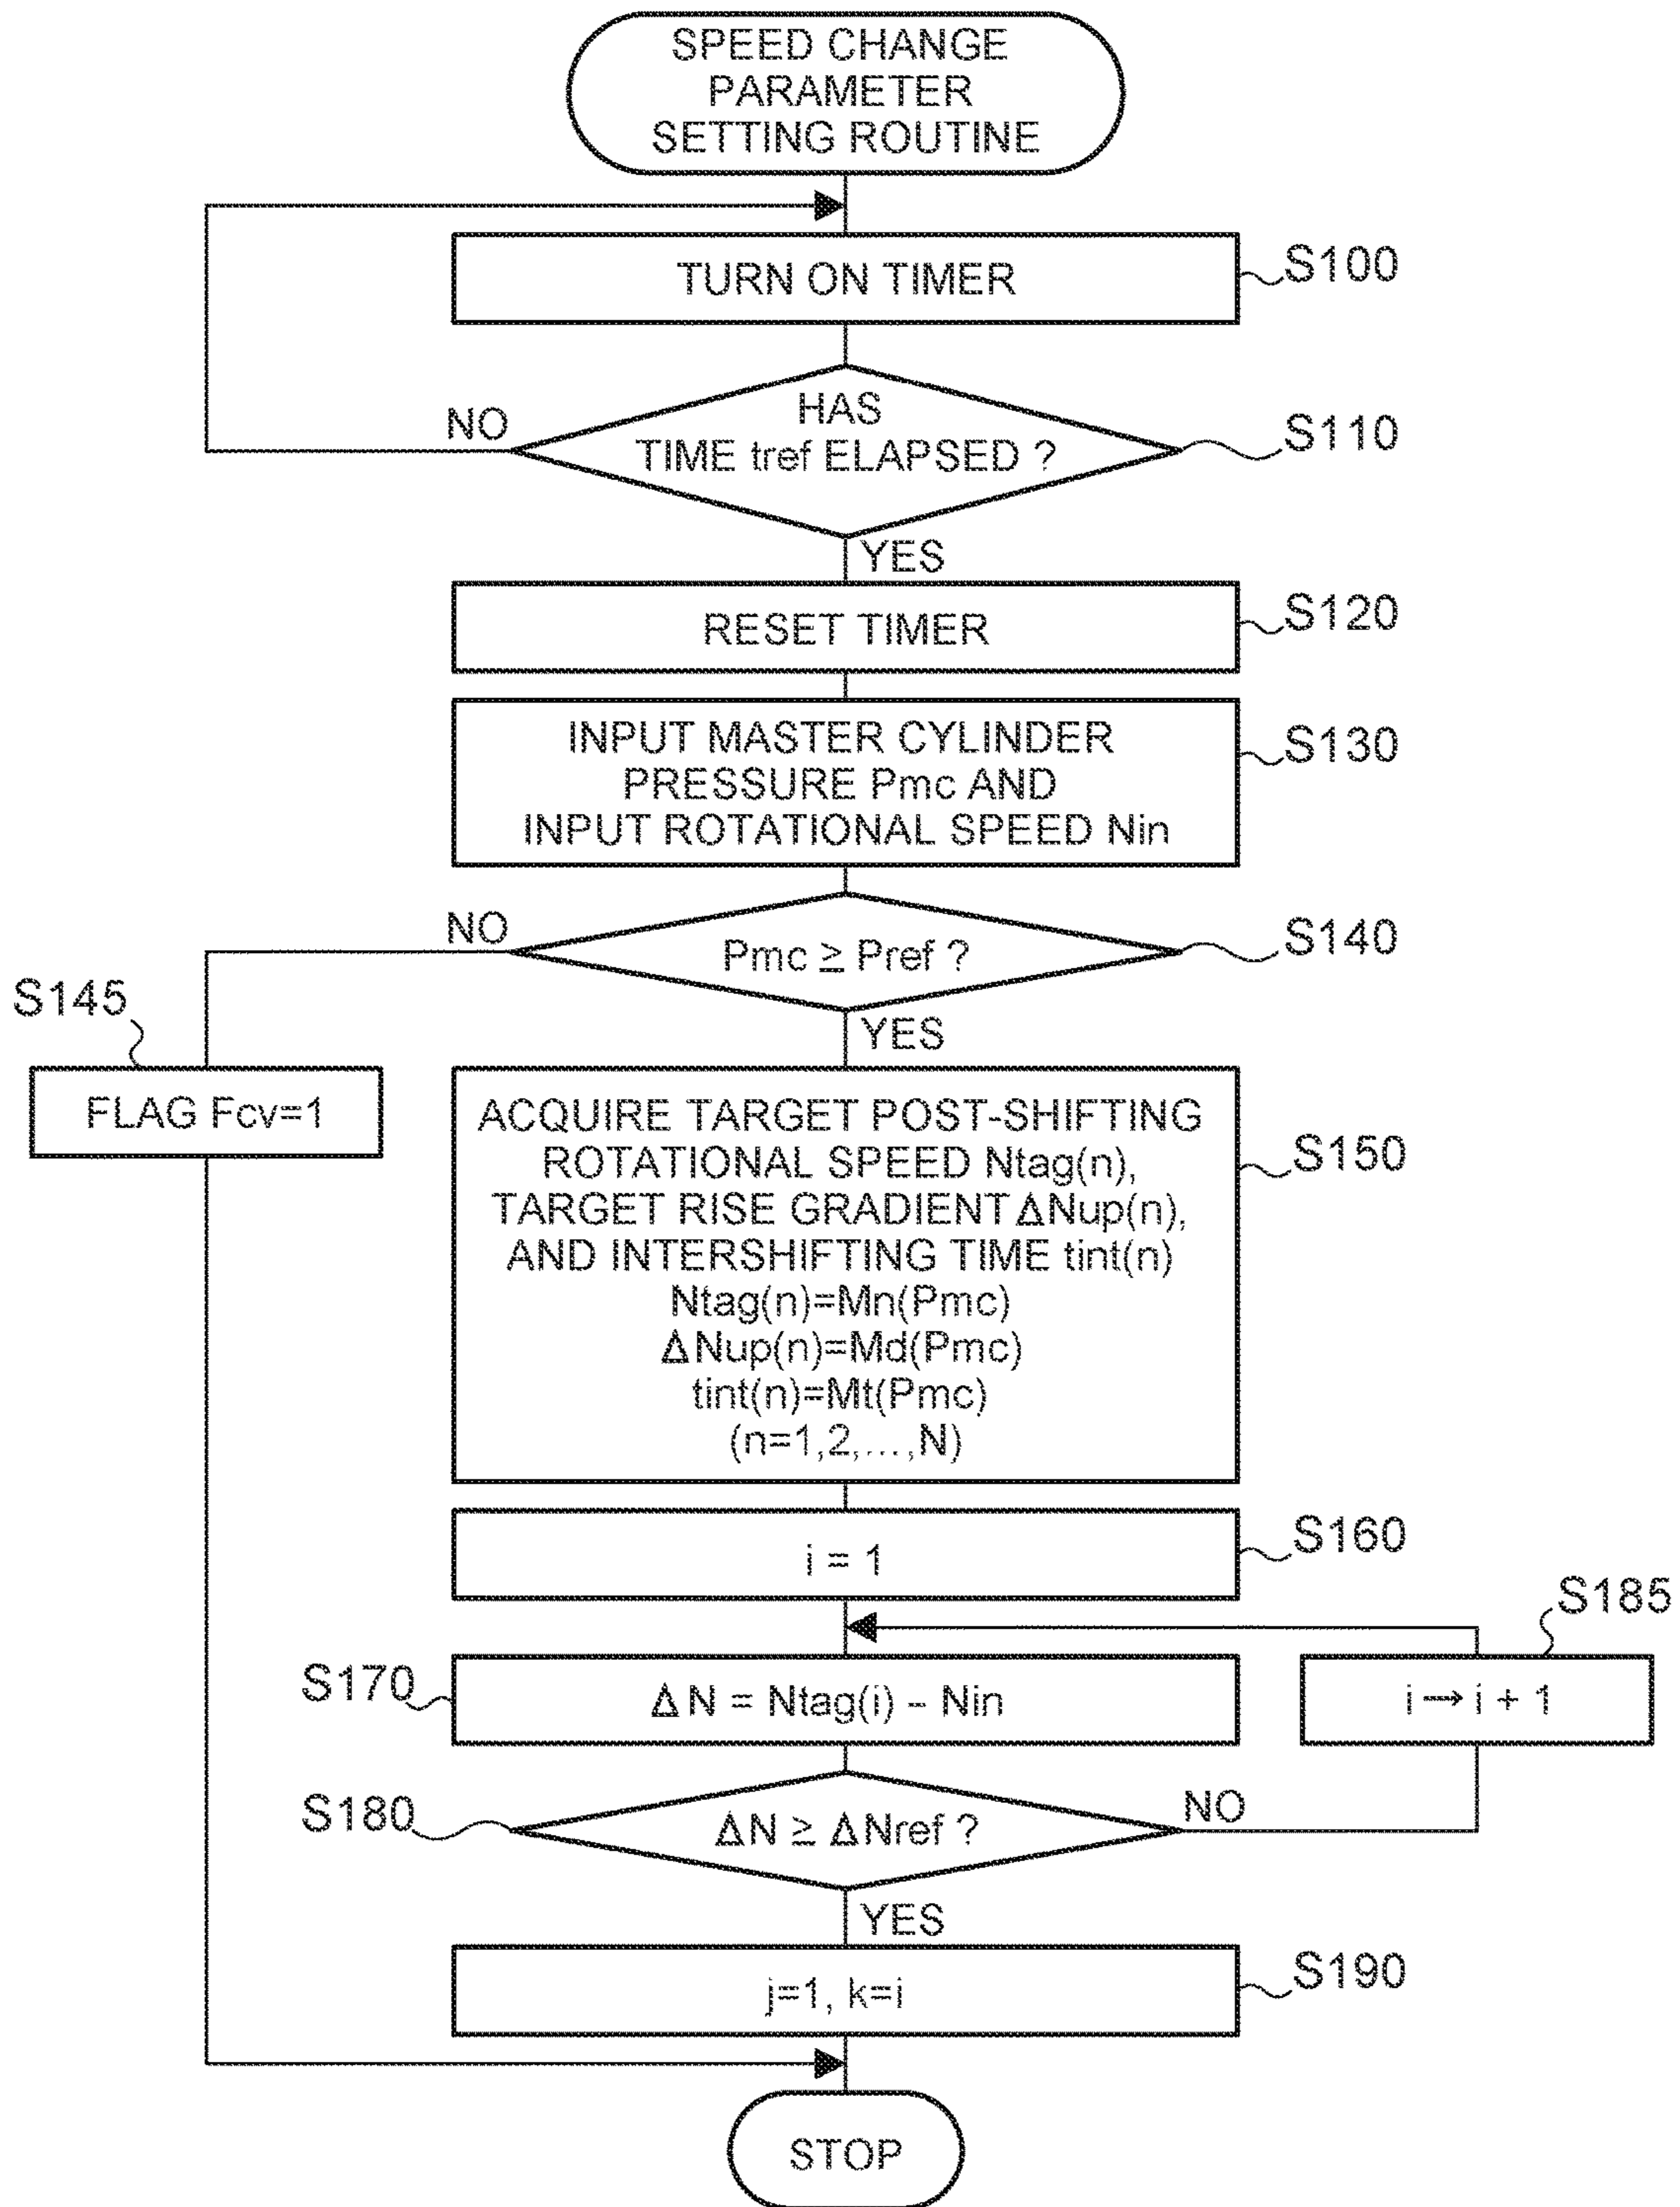 SPEED CHANGE
PARAMETER
SETTING ROUTINE
TURN ON TIMER
S100
HAS
TIME tref ELAPSED ?
S110
NO
YES
RESET TIMER
S120
INPUT MASTER CYLINDER
PRESSURE Pmc AND
INPUT ROTATIONAL SPEED Nin
S130
NO
Pmc ≥ Pref ?
S140
YES
S145
FLAG Fcv=1
ACQUIRE TARGET POST-SHIFTING
ROTATIONAL SPEED Ntag(n),
TARGET RISE GRADIENT ΔNup(n),
AND INTERSHIFTING TIME tint(n)
Ntag(n)=Mn(Pmc)
ΔNup(n)=Md(Pmc)
tint(n)=Mt(Pmc)
(n=1,2,...,N)
S150
i = 1
S160
S185
i → i + 1
S170
ΔN = Ntag(i) – Nin
S180
ΔN ≥ ΔNref ?
NO
YES
j=1, k=i
S190
STOP